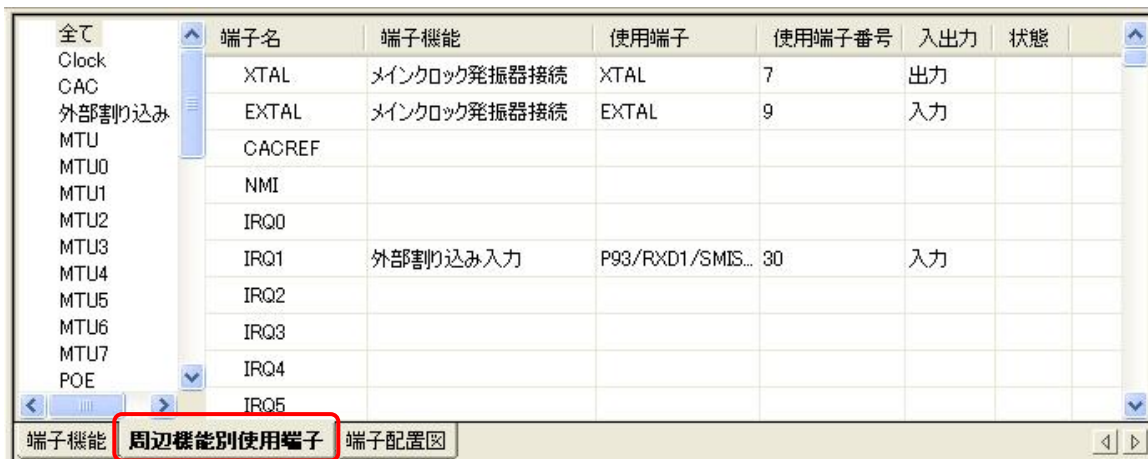 全て
Clock
CAC
外部割り込み
MTU
MTU0
MTU1
MTU2
MTU3
MTU4
MTU5
MTU6
MTU7
POE
端子名 端子機能 使用端子 使用端子番号 入出力 状態
XTAL メインクロック発振器接続 XTAL 7 出力
EXTAL メインクロック発振器接続 EXTAL 9 入力
CACREF
NMI
IRQ0
IRQ1 外部割り込み入力 P93/RXD1/SMIS... 30 入力
IRQ2
IRQ3
IRQ4
IRQ5
端子機能 周辺機能別使用端子 端子配置図